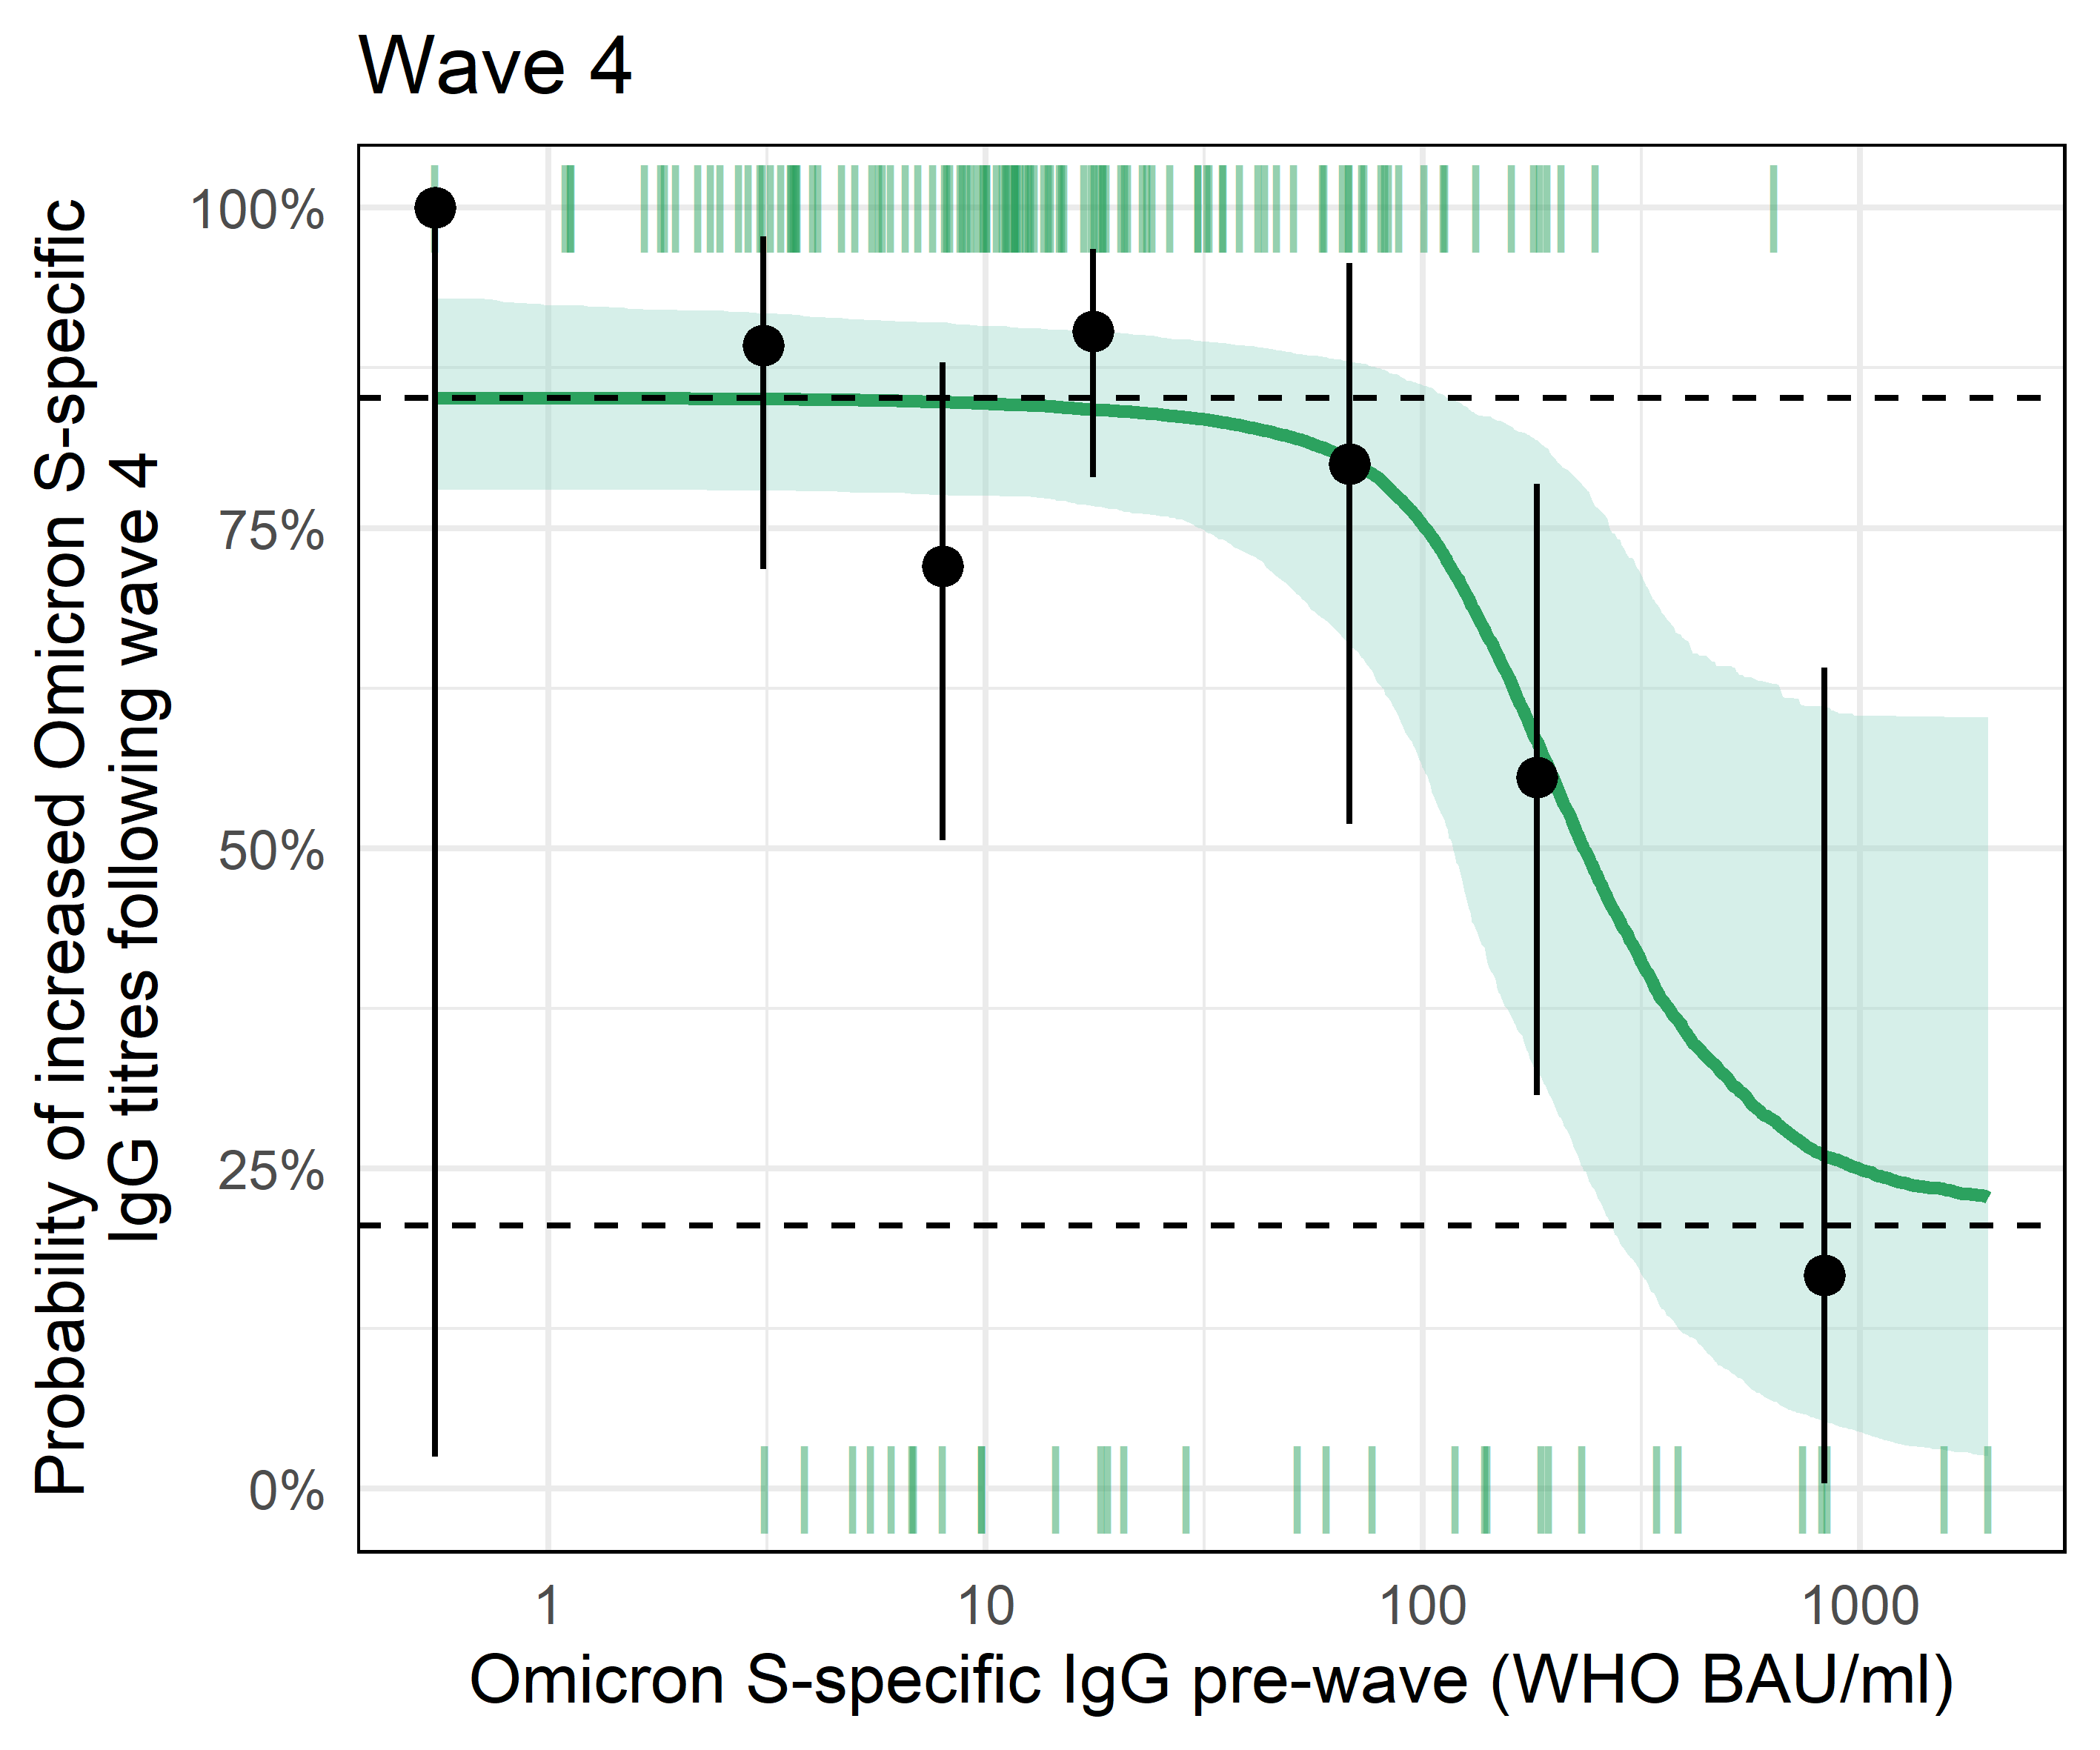 Wave 4
Probability of increased Omicron S-specific
IgG titres following wave 4
100%
75%
50%
25%
0%
1
10
100
1000
Omicron S-specific IgG pre-wave (WHO BAU/ml)